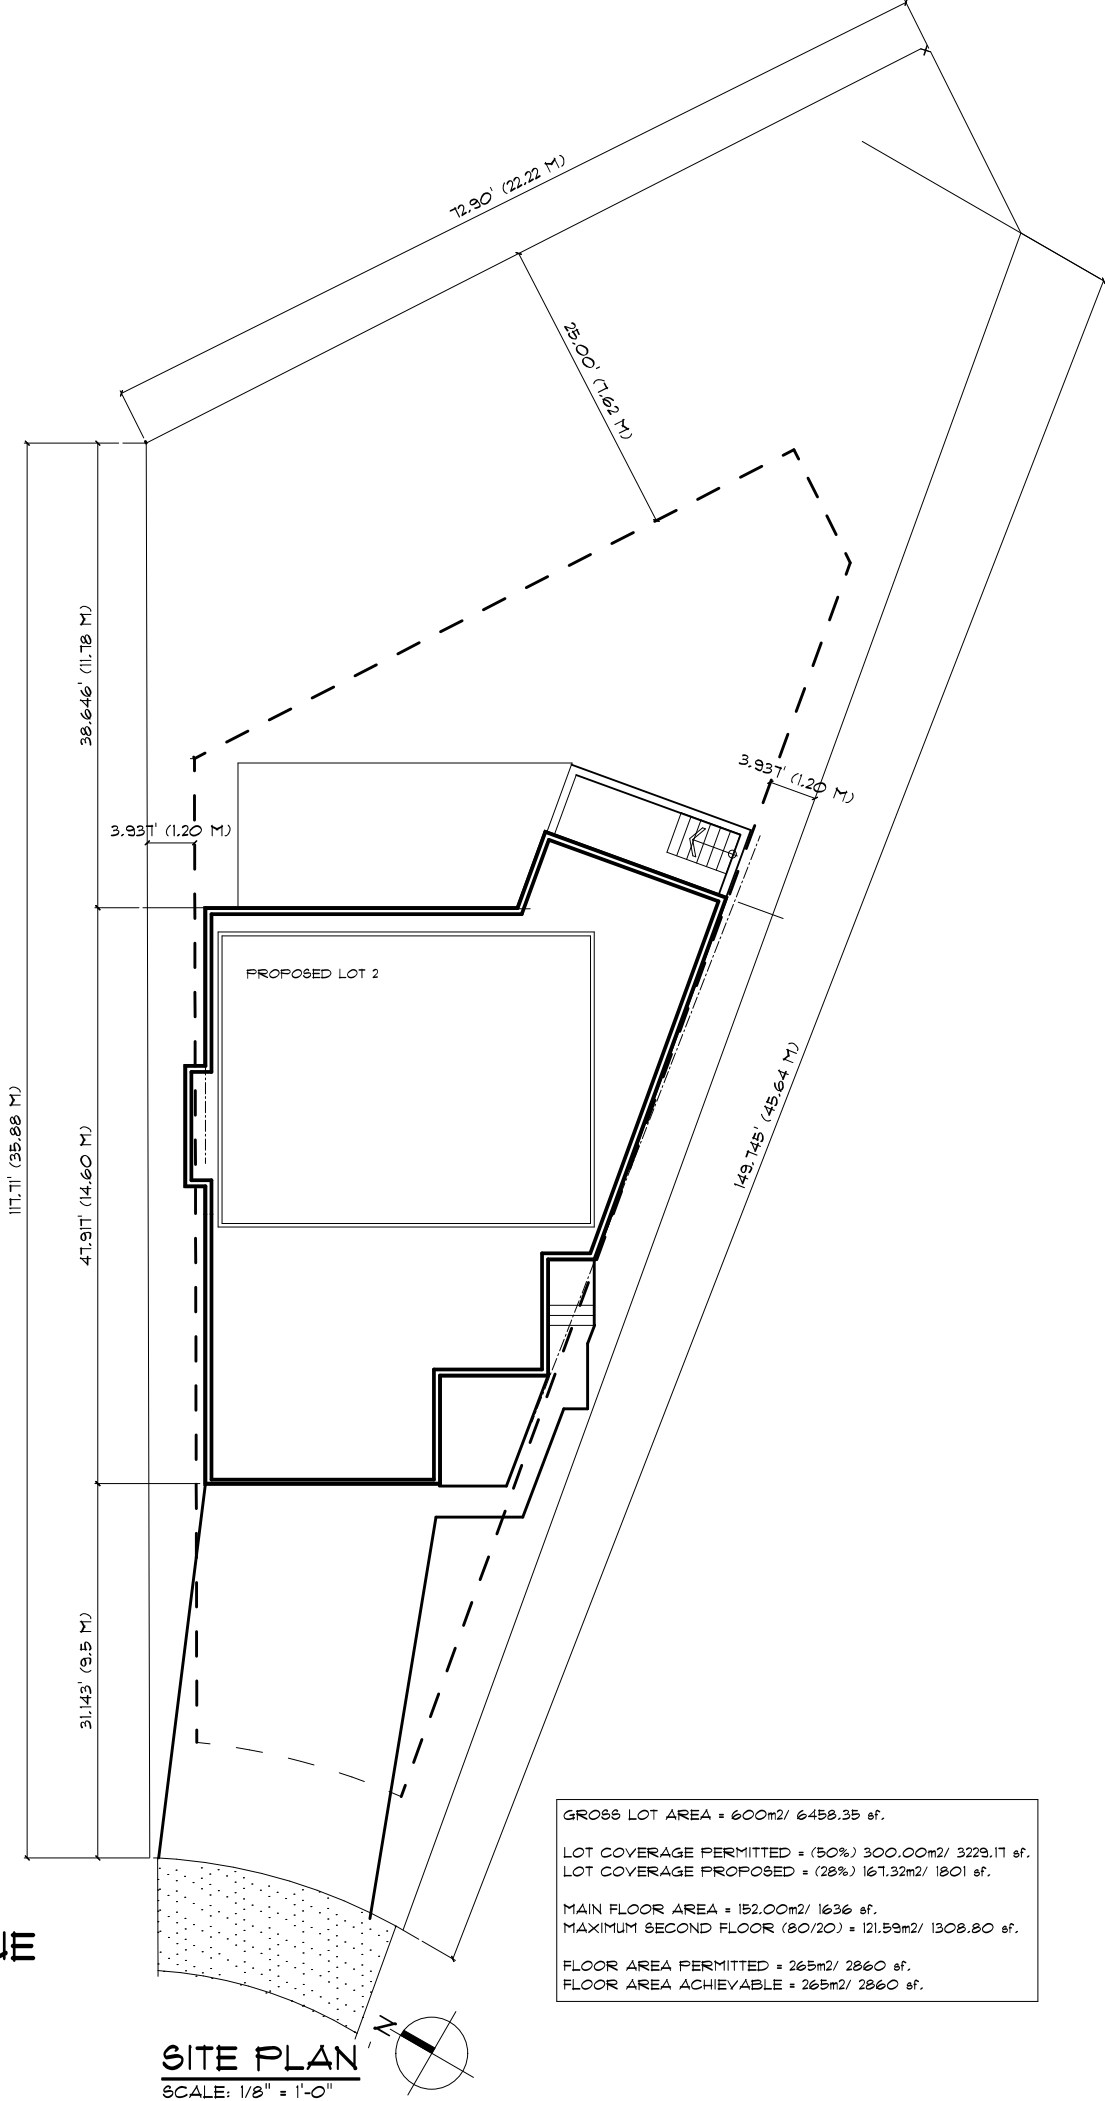 72.90' (22.22 M)
25.00' (7.62 M)
38.646' (11.78 M)
3.937' (1.20 M)
3.937' (1.20 M)
PROPOSED LOT 2
117.71' (35.88 M)
47.917' (14.60 M)
149.745' (45.64 M)
31.143' (9.5 M)
GROSS LOT AREA = 600m2/ 6458.35 sf.
LOT COVERAGE PERMITTED = (50%) 300.00m2/ 3229.17 sf.
LOT COVERAGE PROPOSED = (28%) 167.32m2/ 1801 sf.
MAIN FLOOR AREA = 152.00m2/ 1636 sf.
MAXIMUM SECOND FLOOR (80/20) = 121.59m2/ 1308.80 sf.
FLOOR AREA PERMITTED = 265m2/ 2860 sf.
FLOOR AREA ACHIEVABLE = 265m2/ 2860 sf.
N
SITE PLAN
SCALE: 1/8" = 1'-0"